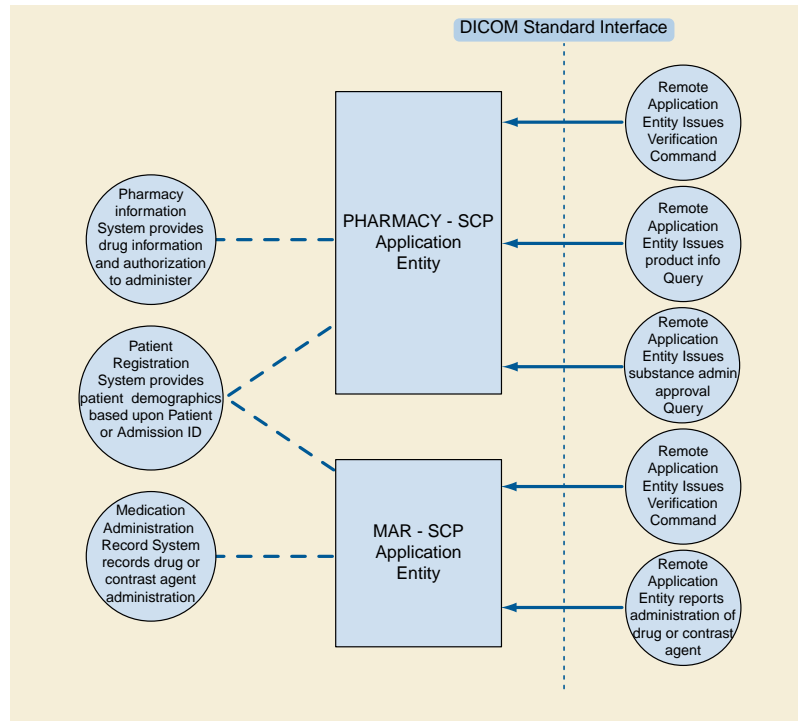 DICOM Standard Interface
Remote
Application
Entity Issues
Verification
Command
Pharmacy
information
System provides
drug information
and authorization
to administer
PHARMACY - SCP
Application
Entity
Remote
Application
Entity Issues
product info
Query
Patient
Registration
System provides
patient demographics
based upon Patient
or Admission ID
Remote
Application
Entity Issues
substance admin
approval
Query
Remote
Application
Entity Issues
Verification
Command
Medication
Administration
Record System
records drug or
contrast agent
administration
MAR - SCP
Application
Entity
Remote
Application
Entity reports
administration of
drug or contrast
agent